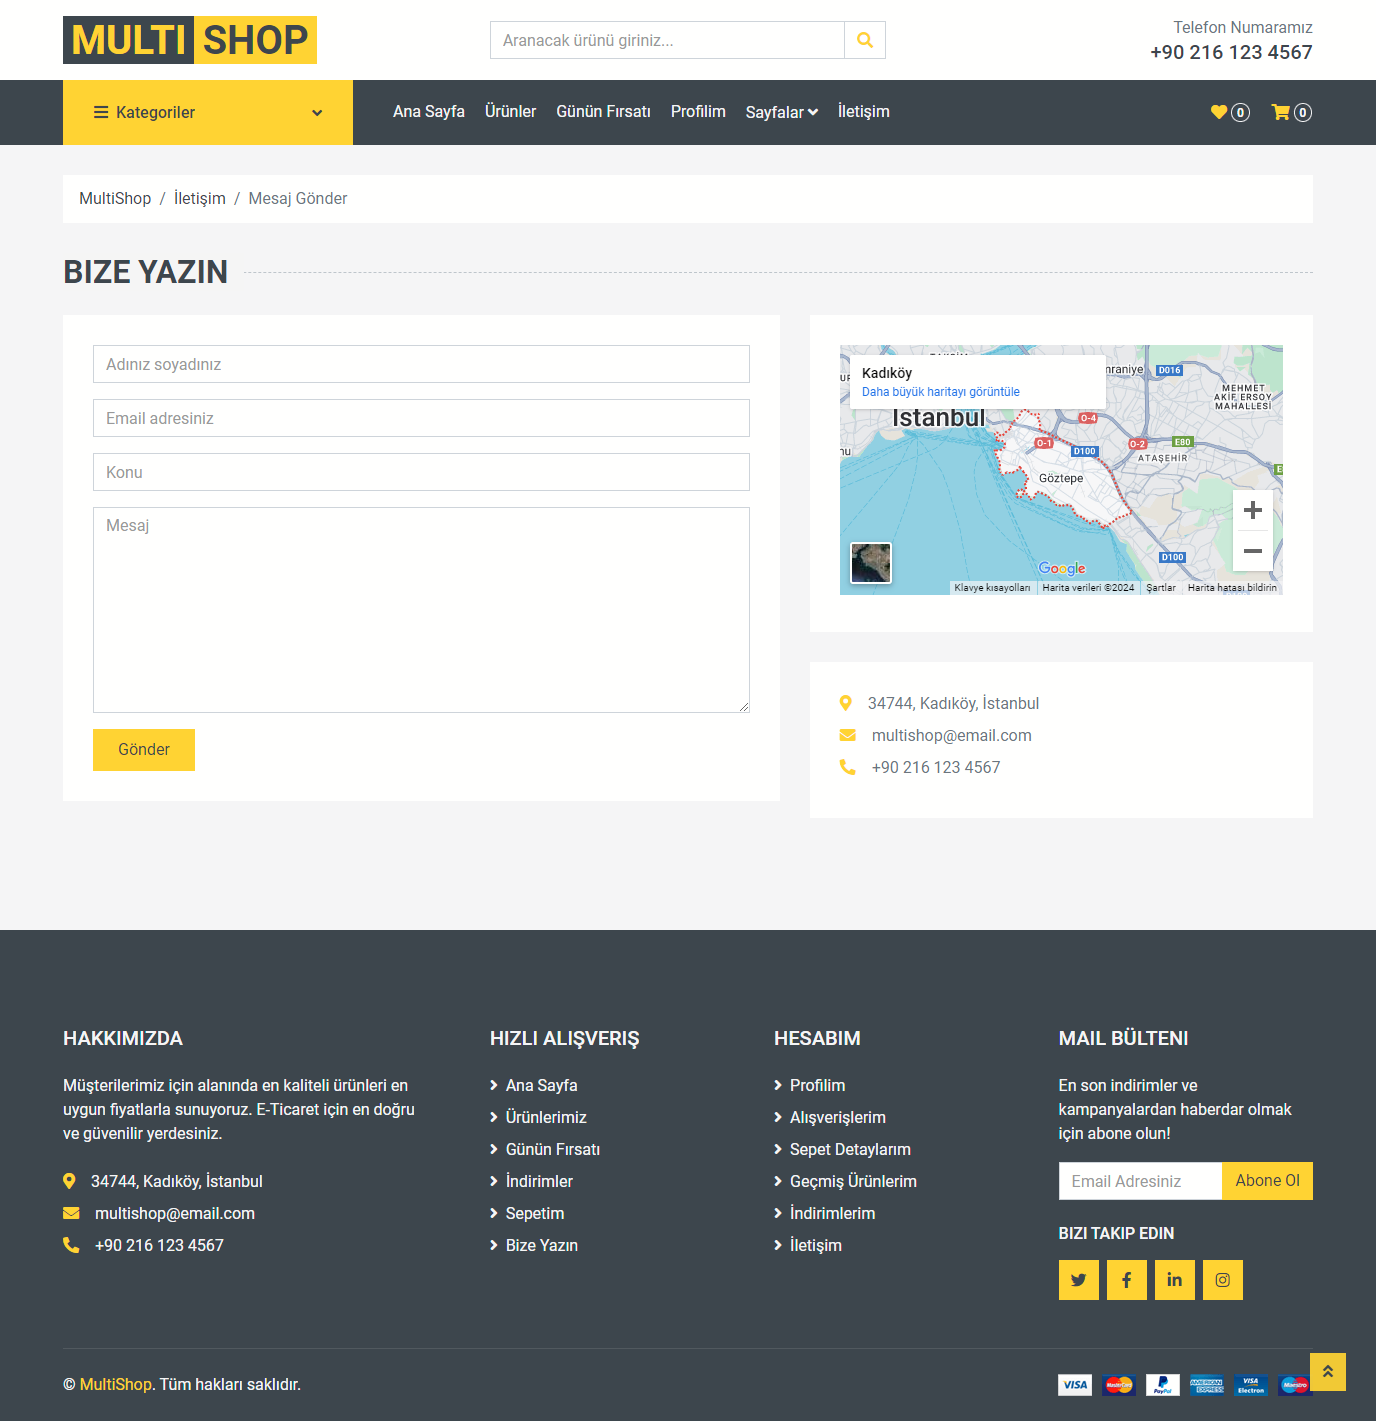 MULTI SHOP
Aranacak ürünü giriniz...
Telefon Numaramız
+90 216 123 4567
Kategoriler
Ana Sayfa Ürünler Günün Fırsatı Profilim Sayfalar İletişim
0 0
MultiShop / İletişim / Mesaj Gönder
BIZE YAZIN
Adınız soyadınız
Email adresiniz
Konu
Mesaj
Gönder
Kadıköy
Daha büyük haritayı görüntüle
İstanbul
D016
MEHMET
AKİF ERSOY
MAHALLESİ
O-4
O-1
D100
O-2
E80
ATAŞEHİR
Göztepe
D100
Google
Klavye kısayolları Harita verileri ©2024 Şartlar Harita hatası bildirin
34744, Kadıköy, İstanbul
multishop@email.com
+90 216 123 4567
HAKKIMIZDA
Müşterilerimiz için alanında en kaliteli ürünleri en
uygun fiyatlarla sunuyoruz. E-Ticaret için en doğru
ve güvenilir yerdesiniz.
34744, Kadıköy, İstanbul
multishop@email.com
+90 216 123 4567
HIZLI ALIŞVERIŞ
Ana Sayfa
Ürünlerimiz
Günün Fırsatı
İndirimler
Sepetim
Bize Yazın
HESABIM
Profilim
Alışverişlerim
Sepet Detaylarım
Geçmiş Ürünlerim
İndirimlerim
İletişim
MAIL BÜLTENI
En son indirimler ve
kampanyalardan haberdar olmak
için abone olun!
Email Adresiniz
Abone Ol
BIZI TAKIP EDIN
© MultiShop. Tüm hakları saklıdır.
VISA MasterCard PayPal AMERICAN EXPRESS VISA Electron Maestro